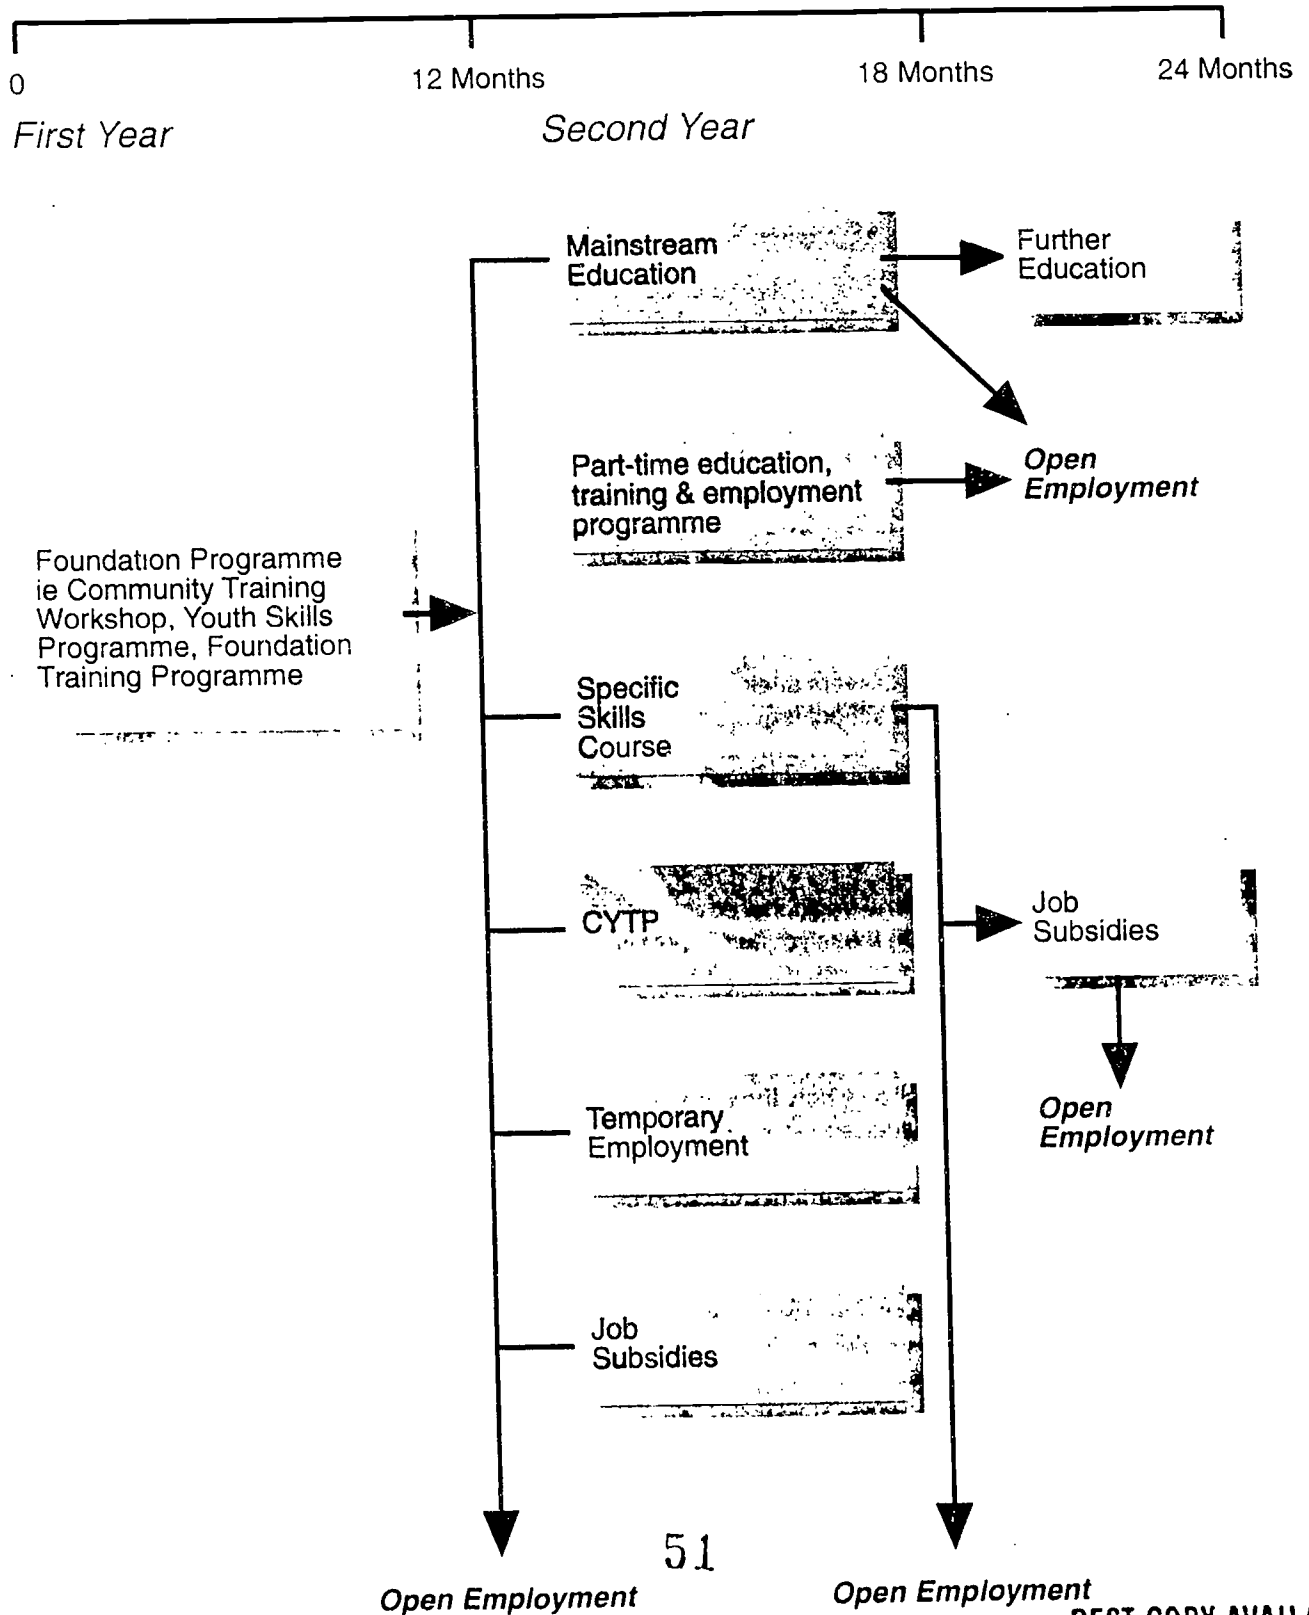 0
12 Months
18 Months
24 Months
First Year
Second Year
Mainstream
Education
Further
Education
Part-time education,
training & employment
programme
Open
Employment
Foundation Programme
ie Community Training
Workshop, Youth Skills
Programme, Foundation
Training Programme
Specific
Skills
Course
CYTP
Job
Subsidies
Open
Employment
Temporary
Employment
Job
Subsidies
51
Open Employment
Open Employment